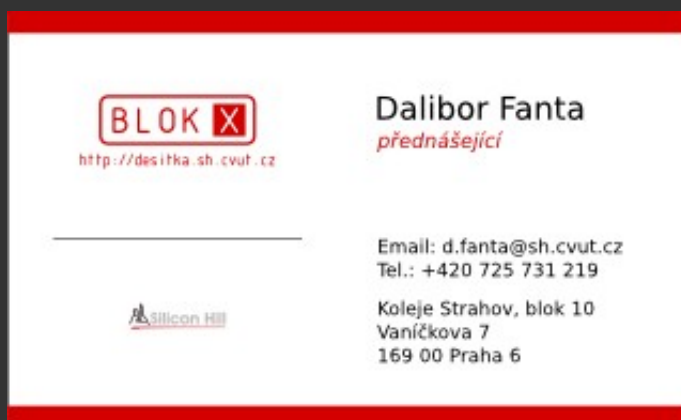 BLOK X
http://desitka.sh.cvut.cz
Silicon Hill
Dalibor Fanta
přednášející
Email: d.fanta@sh.cvut.cz
Tel.: +420 725 731 219
Koleje Strahov, blok 10
Vaníčkova 7
169 00 Praha 6